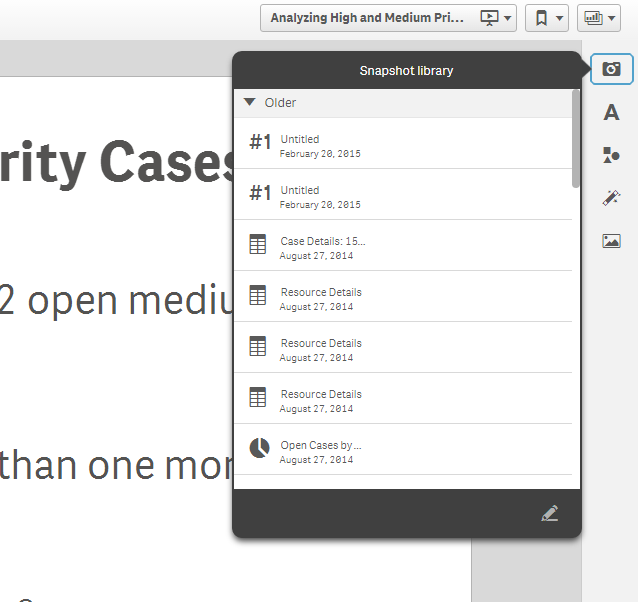 Analyzing High and Medium Pri...
Snapshot library
Older
#1 Untitled
February 20, 2015
#1 Untitled
February 20, 2015
Case Details: 15...
August 27, 2014
Resource Details
August 27, 2014
Resource Details
August 27, 2014
Resource Details
August 27, 2014
Open Cases by...
August 27, 2014
rity Cases
2 open mediu
than one mor
A